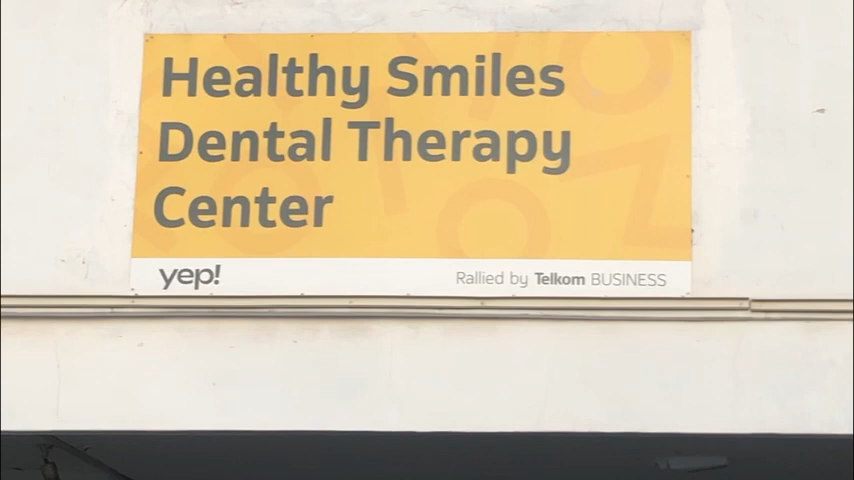 Healthy Smiles
Dental Therapy
Center
yep!
Rallied by Telkom BUSINESS